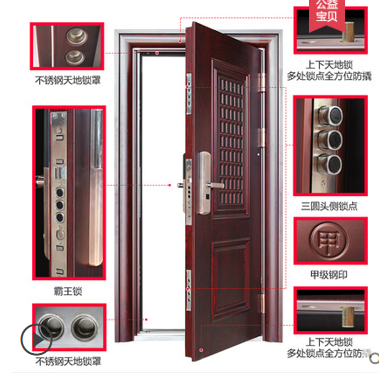 公益
宝贝
不锈钢天地锁罩
上下天地锁
多处锁点全方位防撬
三圆头侧锁点
甲
霸王锁
甲级钢印
不锈钢天地锁罩
上下天地锁
多处锁点全方位防撬